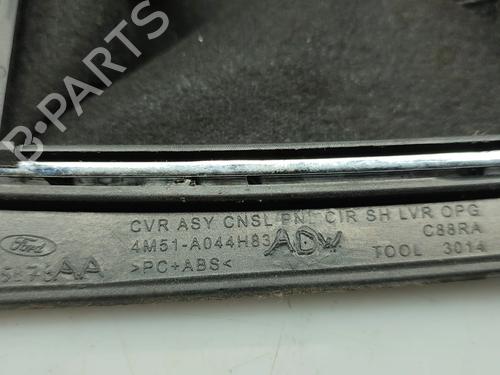 CVR ASY CNSL PNL CIR SH LVR OPG
Ford 4M51-A044H83 ADW C88RA
AA >PC+ABS< TOOL 3014
B-PARTS